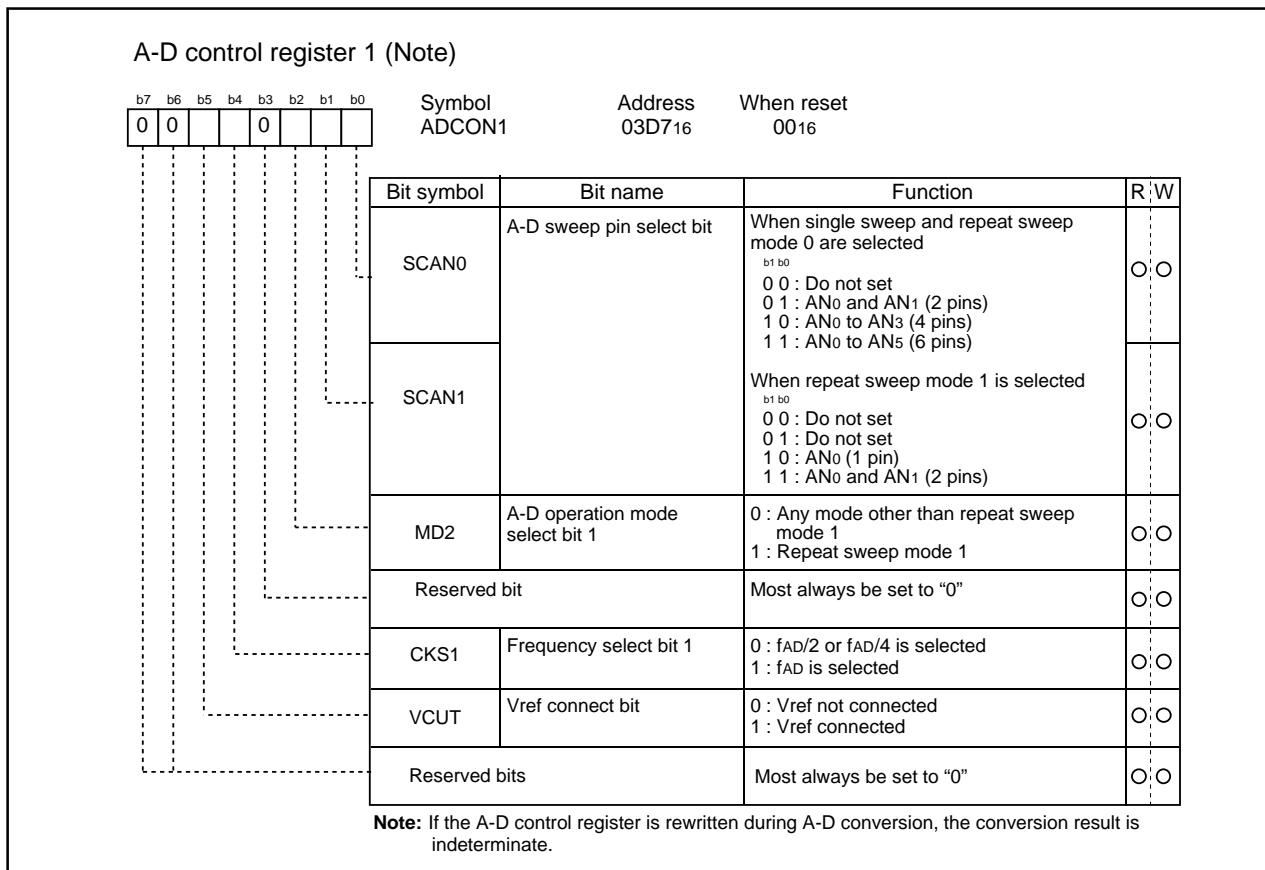 A-D control register 1 (Note)
b7 b6 b5 b4 b3 b2 b1 b0
0 0 0
Symbol Address When reset
ADCON1 03D716 0016
Bit symbol Bit name Function R W
SCAN0
A-D sweep pin select bit
When single sweep and repeat sweep
mode 0 are selected
b1 b0
0 0 : Do not set
0 1 : AN0 and AN1 (2 pins)
1 0 : AN0 to AN3 (4 pins)
1 1 : AN0 to AN5 (6 pins)
SCAN1
When repeat sweep mode 1 is selected
b1 b0
0 0 : Do not set
0 1 : Do not set
1 0 : AN0 (1 pin)
1 1 : AN0 and AN1 (2 pins)
MD2
A-D operation mode
select bit 1
0 : Any mode other than repeat sweep
mode 1
1 : Repeat sweep mode 1
Reserved bit
Most always be set to “0”
CKS1
Frequency select bit 1
0 : fAD/2 or fAD/4 is selected
1 : fAD is selected
VCUT
Vref connect bit
0 : Vref not connected
1 : Vref connected
Reserved bits
Most always be set to “0”
Note: If the A-D control register is rewritten during A-D conversion, the conversion result is
indeterminate.